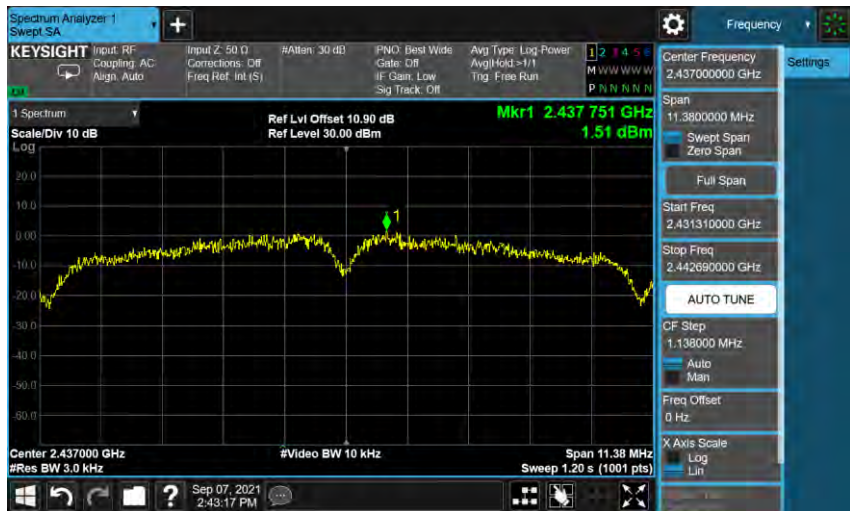 Spectrum Analyzer 1
Swept SA
+
Frequency
KEYSIGHT
Input: RF
Coupling: AC
Align: Auto
Input Z: 50 Ω
Corrections: Off
Freq Ref: Int (S)
#Atten: 30 dB
PNO: Best Wide
Gate: Off
IF Gain: Low
Sig Track: Off
Avg Type: Log-Power
Avg|Hold:>1/1
Trig: Free Run
1 2 3 4 5 6
M W W W W W
P N N N N N
1 Spectrum
Scale/Div 10 dB
Ref Lvl Offset 10.90 dB
Ref Level 30.00 dBm
Mkr1 2.437 751 GHz
1.51 dBm
Log
20.0
10.0
0.00
-10.0
-20.0
-30.0
-40.0
-50.0
-60.0
1
Center 2.437000 GHz
#Res BW 3.0 kHz
#Video BW 10 kHz
Span 11.38 MHz
Sweep 1.20 s (1001 pts)
Center Frequency
2.437000000 GHz
Settings
Span
11.3800000 MHz
Swept Span
Zero Span
Full Span
Start Freq
2.431310000 GHz
Stop Freq
2.442690000 GHz
AUTO TUNE
CF Step
1.138000 MHz
Auto
Man
Freq Offset
0 Hz
X Axis Scale
Log
Lin
?
Sep 07, 2021
2:43:17 PM